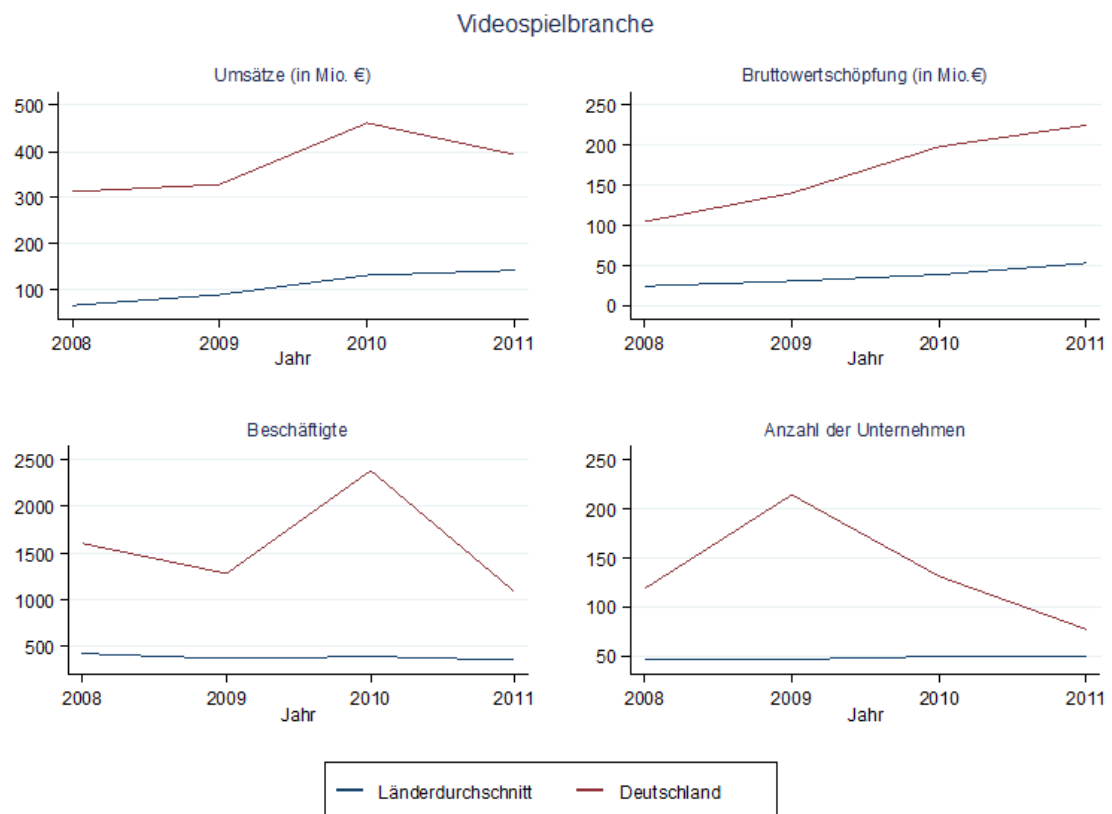 Videospielbranche
Umsätze (in Mio. €)
500
400
300
200
100
2008 2009 2010 2011
Jahr
Bruttowertschöpfung (in Mio.€)
250
200
150
100
50
0
2008 2009 2010 2011
Jahr
Beschäftigte
2500
2000
1500
1000
500
2008 2009 2010 2011
Jahr
Anzahl der Unternehmen
250
200
150
100
50
2008 2009 2010 2011
Jahr
Länderdurchschnitt Deutschland